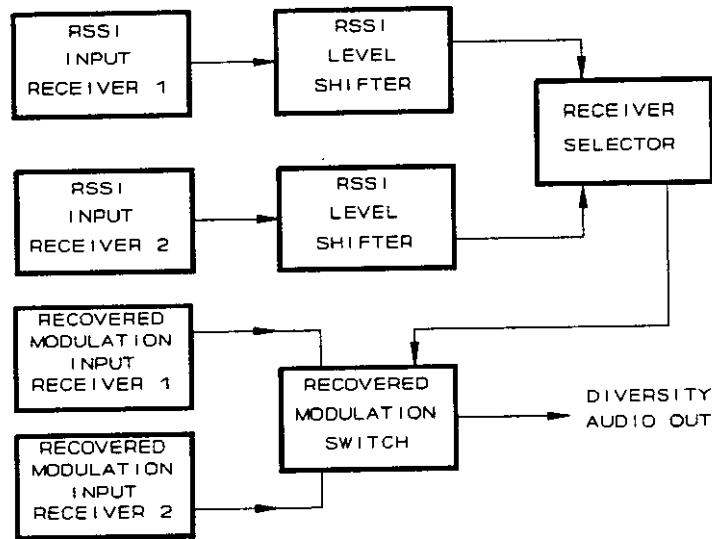 RSSI
INPUT
RECEIVER 1
RSSI
LEVEL
SHIFTER
RECEIVER
SELECTOR
RSSI
INPUT
RECEIVER 2
RSSI
LEVEL
SHIFTER
RECOVERED
MODULATION
INPUT
RECEIVER 1
RECOVERED
MODULATION
SWITCH
DIVERSITY
AUDIO OUT
RECOVERED
MODULATION
INPUT
RECEIVER 2